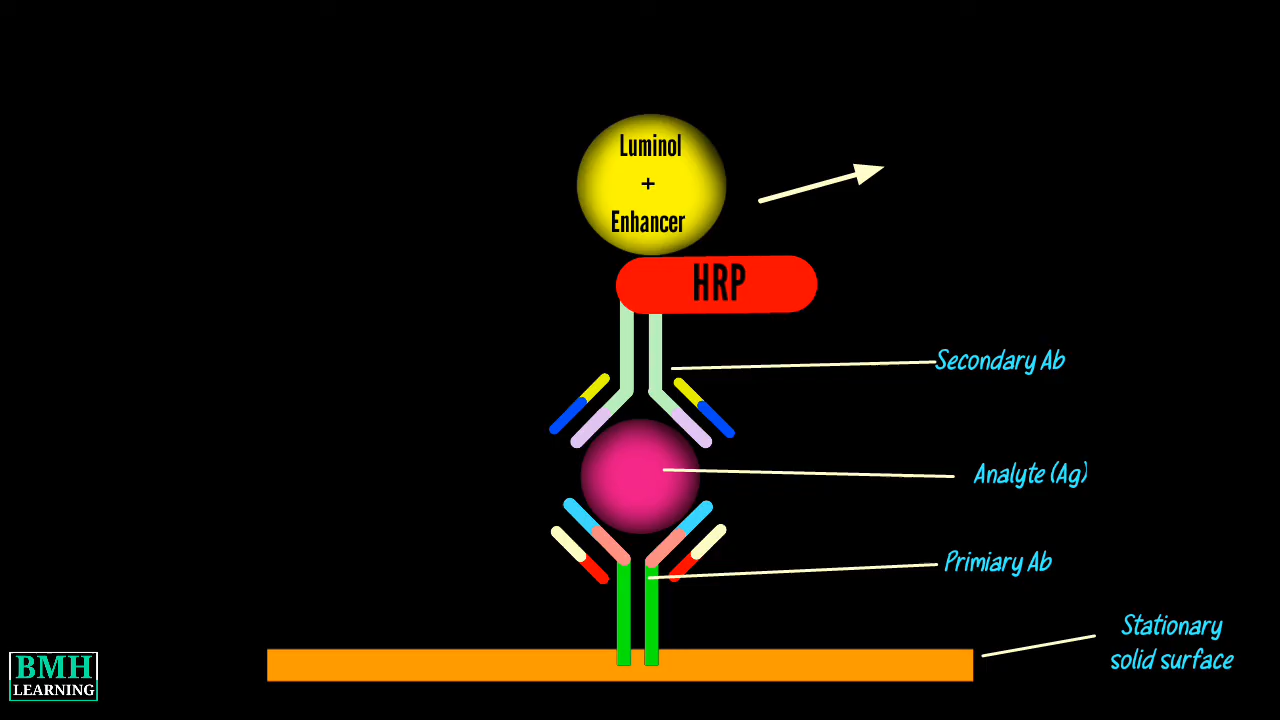 Luminol
+
Enhancer
HRP
Secondary Ab
Analyte (Ag)
Primiary Ab
Stationary
solid surface
BMH
LEARNING